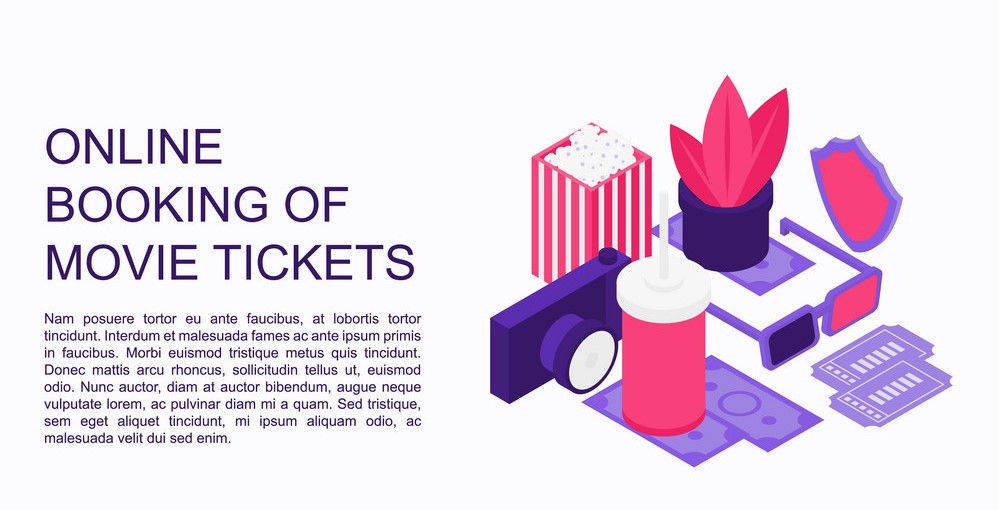 ONLINE
BOOKING OF
MOVIE TICKETS
Nam posuere tortor eu ante faucibus, at lobortis tortor
tincidunt. Interdum et malesuada fames ac ante ipsum primis
in faucibus. Morbi euismod tristique metus quis tincidunt.
Donec mattis arcu rhoncus, sollicitudin tellus ut, euismod
odio. Nunc auctor, diam at auctor bibendum, augue neque
vulputate lorem, ac pulvinar diam mi a quam. Sed tristique,
sem eget aliquet tincidunt, mi ipsum aliquam odio, ac
malesuada velit dui sed enim.